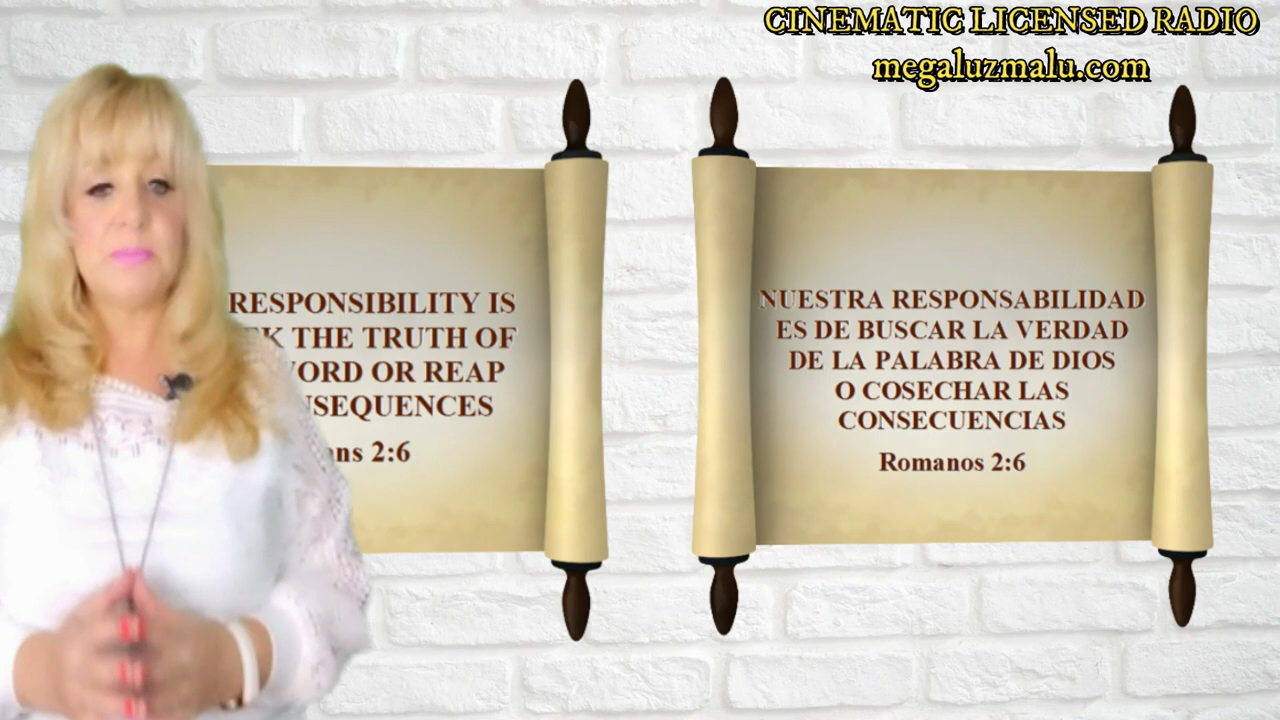 CINEMATIC LICENSED RADIO
megaluzmalu.com
RESPONSIBILITY IS
THE TRUTH OF
OR REAP
2:6
NUESTRA RESPONSABILIDAD
ES DE BUSCAR LA VERDAD
DE LA PALABRA DE DIOS
O COSECHAR LAS
CONSECUENCIAS
Romanos 2:6